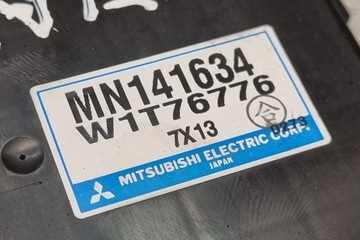 MN141634
W1T76776
7X13
合
0273
MITSUBISHI ELECTRIC CORP.
JAPAN